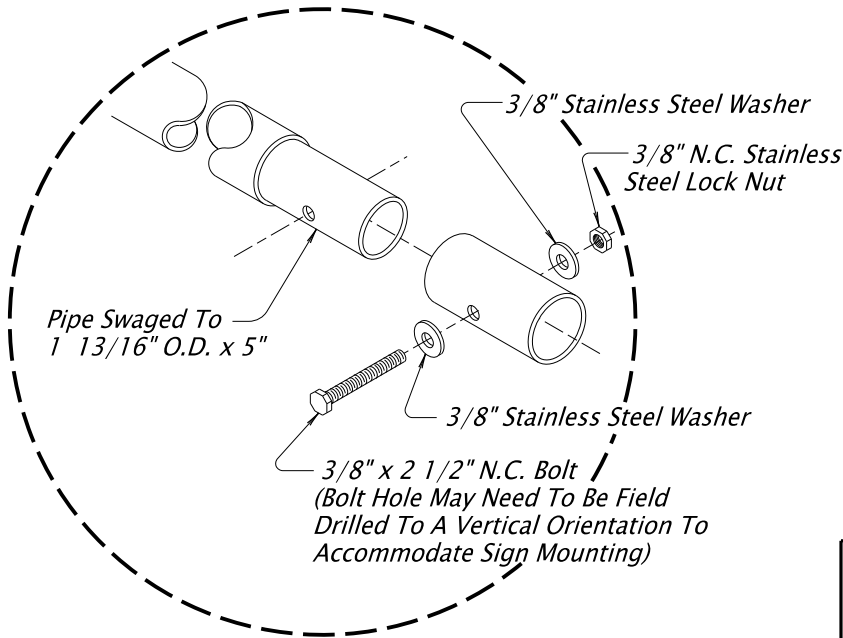 3/8" Stainless Steel Washer
3/8" N.C. Stainless
Steel Lock Nut
Pipe Swaged To
1 13/16" O.D. x 5"
3/8" Stainless Steel Washer
3/8" x 2 1/2" N.C. Bolt
(Bolt Hole May Need To Be Field
Drilled To A Vertical Orientation To
Accommodate Sign Mounting)